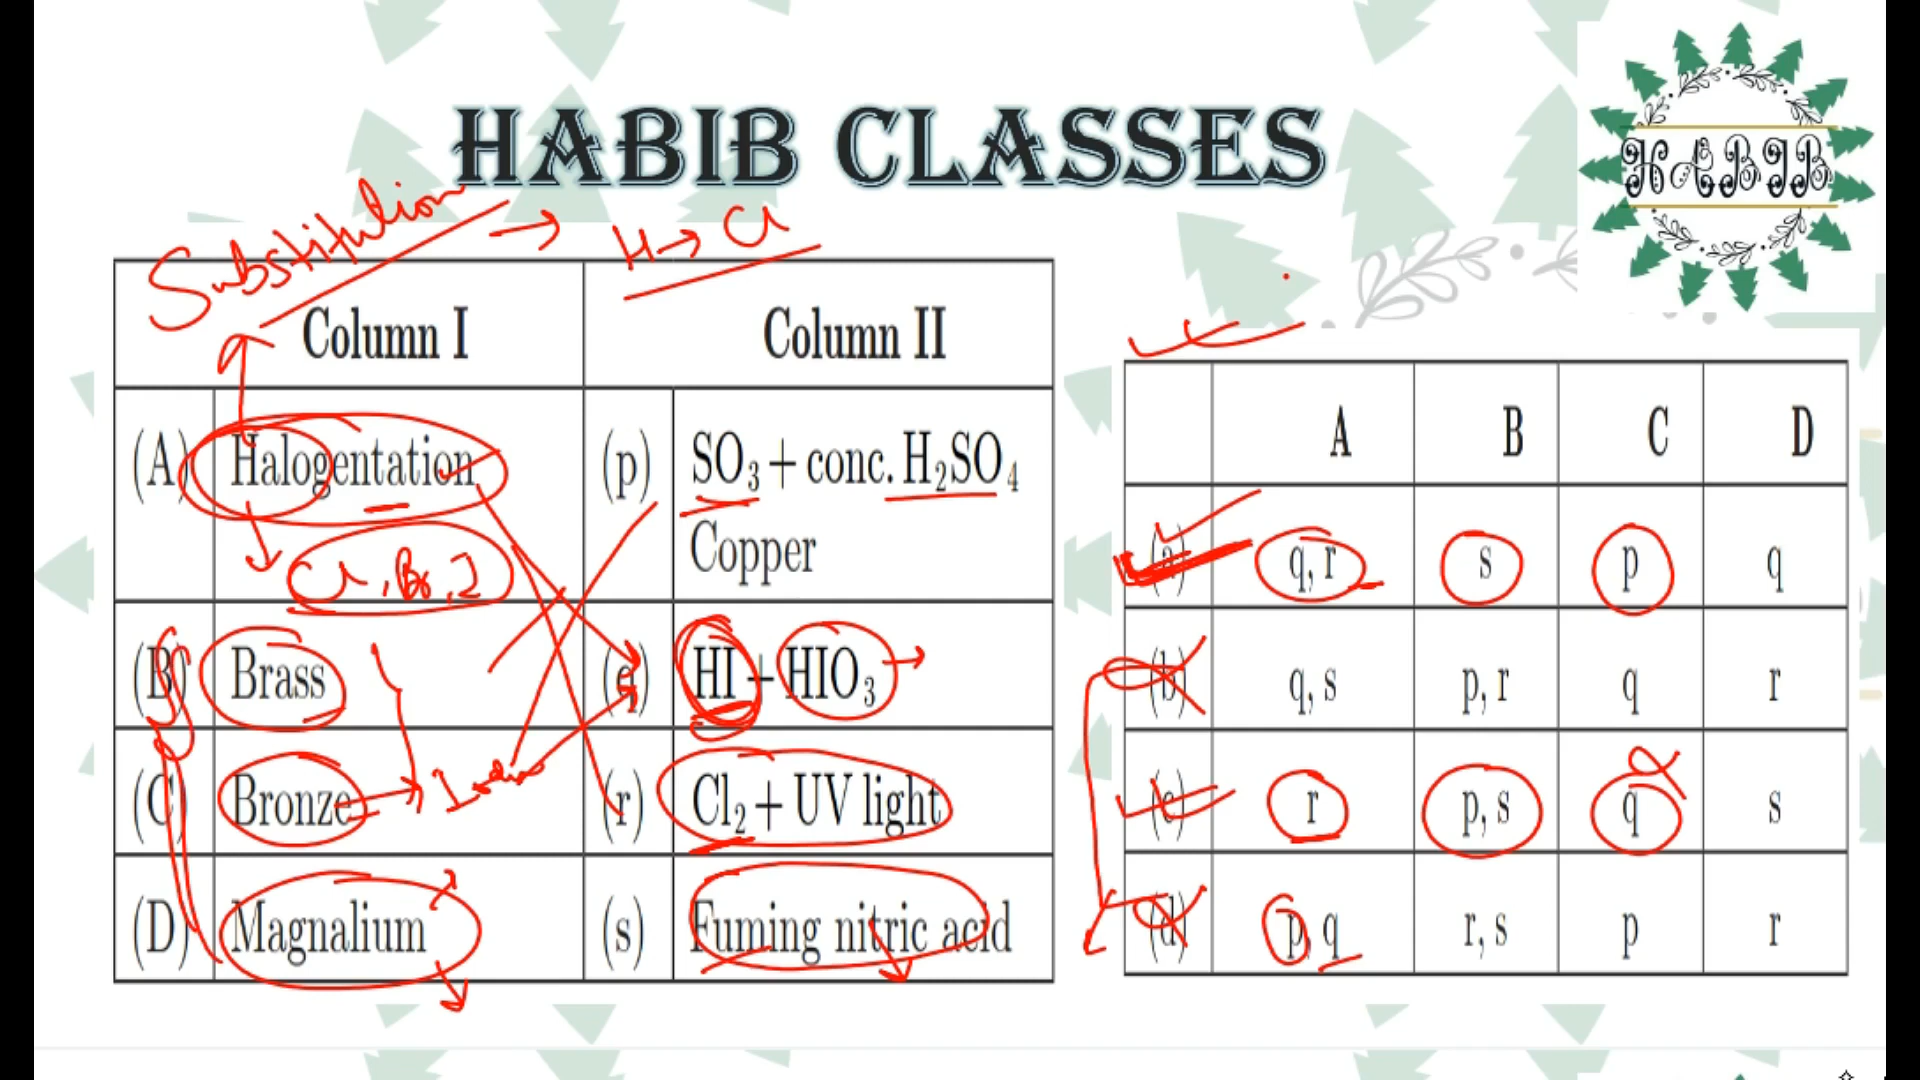 HABIB CLASSES
HABIB
Substitution → H → Cl
Column I Column II
(A) Halogentation (p) SO3 + conc. H2SO4
Copper
Cl, Br, I
(B) Brass (q) HI + HIO3 →
(C) Bronze (r) Cl2 + UV light
(D) Magnalium (s) Fuming nitric acid
A B C D
(a) q, r s p q
(b) q, s p, r q r
(c) r p, s q s
(d) p, q r, s p r